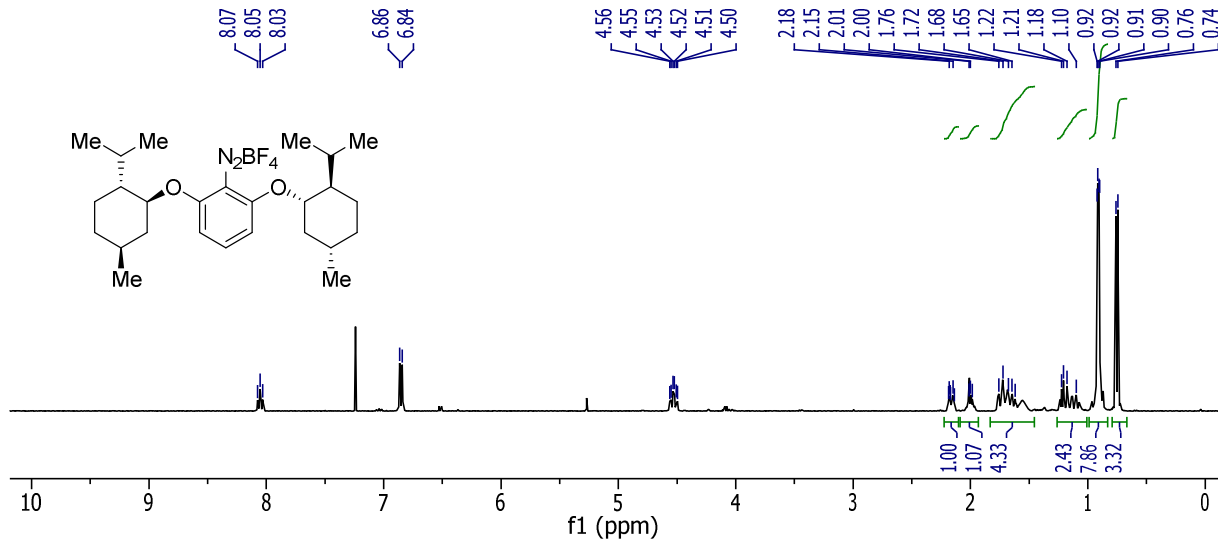 8.07 8.05 8.03 6.86 6.84 4.56 4.55 4.53 4.52 4.51 4.50 2.18 2.15 2.01 2.00 1.76 1.72 1.68 1.65 1.22 1.21 1.18 1.10 0.92 0.92 0.91 0.90 0.76 0.74
Me Me Me Me
N2BF4
O O
Me Me
1.00 1.07 4.33 2.43 7.86 3.32
10 9 8 7 6 5 4 3 2 1 0
f1 (ppm)